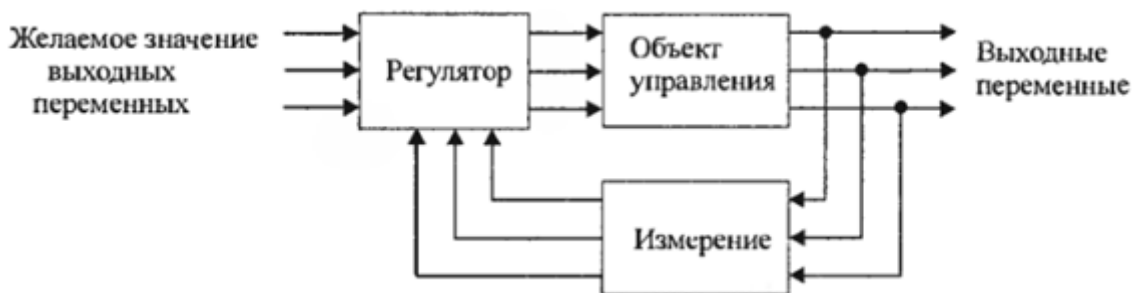 Желаемое значение
выходных
переменных
Регулятор
Объект
управления
Выходные
переменные
Измерение